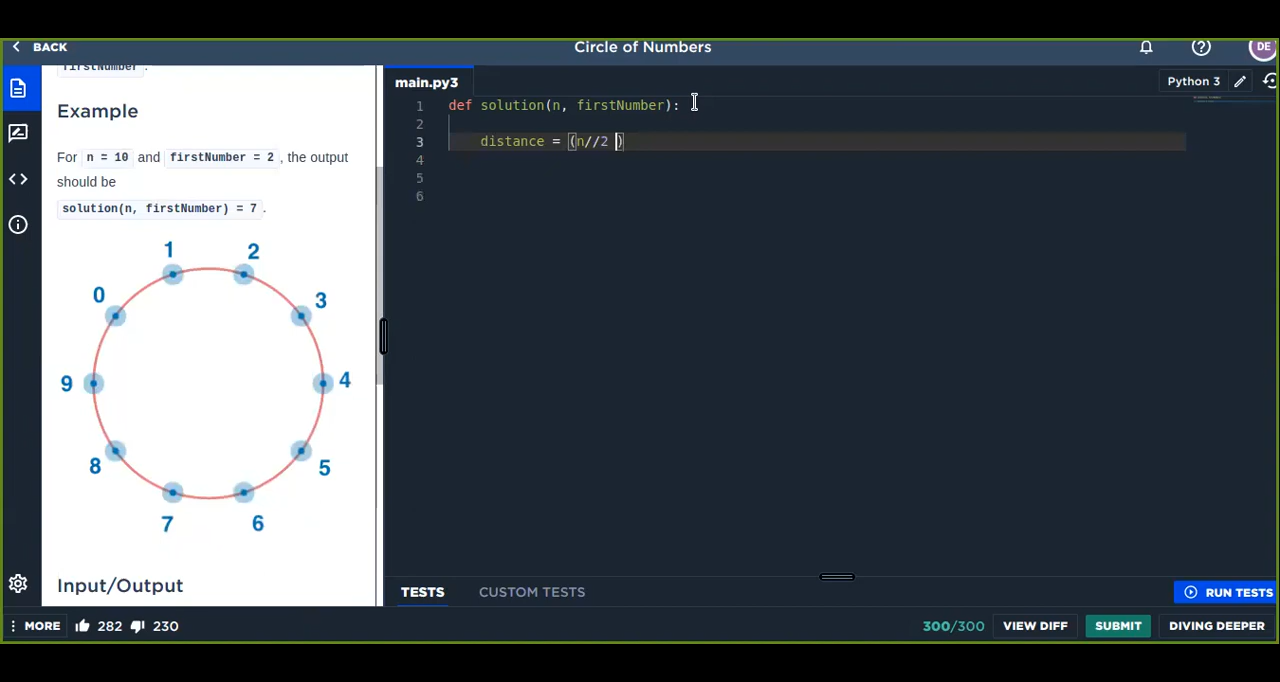 BACK
Circle of Numbers
DE
firstNumber.
Example
For n = 10 and firstNumber = 2, the output
should be
solution(n, firstNumber) = 7.
1
2
0
3
9
4
8
5
7
6
Input/Output
main.py3
Python 3
1 def solution(n, firstNumber):
2
3 distance = (n//2 )
4
5
6
TESTS
CUSTOM TESTS
RUN TESTS
MORE
282
230
300/300
VIEW DIFF
SUBMIT
DIVING DEEPER